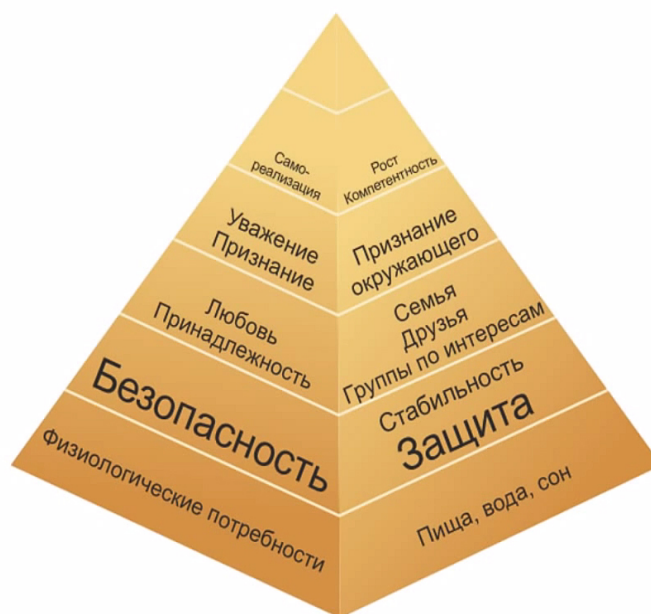 Само-
реализация
Рост
Компетентность
Уважение
Признание
Признание
окружающего
Любовь
Принадлежность
Семья
Друзья
Группы по интересам
Безопасность
Стабильность
Защита
Физиологические потребности
Пища, вода, сон